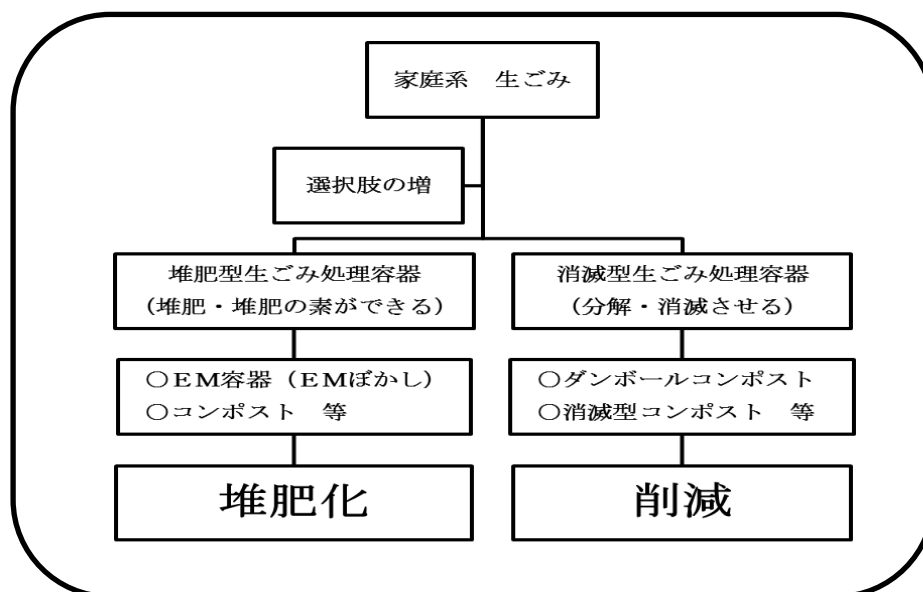 家庭系　生ごみ
選択肢の増
堆肥型生ごみ処理容器
(堆肥・堆肥の素ができる)
○ＥＭ容器（ＥＭぼかし）
○コンポスト　等
堆肥化
消滅型生ごみ処理容器
(分解・消滅させる)
○ダンボールコンポスト
○消滅型コンポスト　等
削減